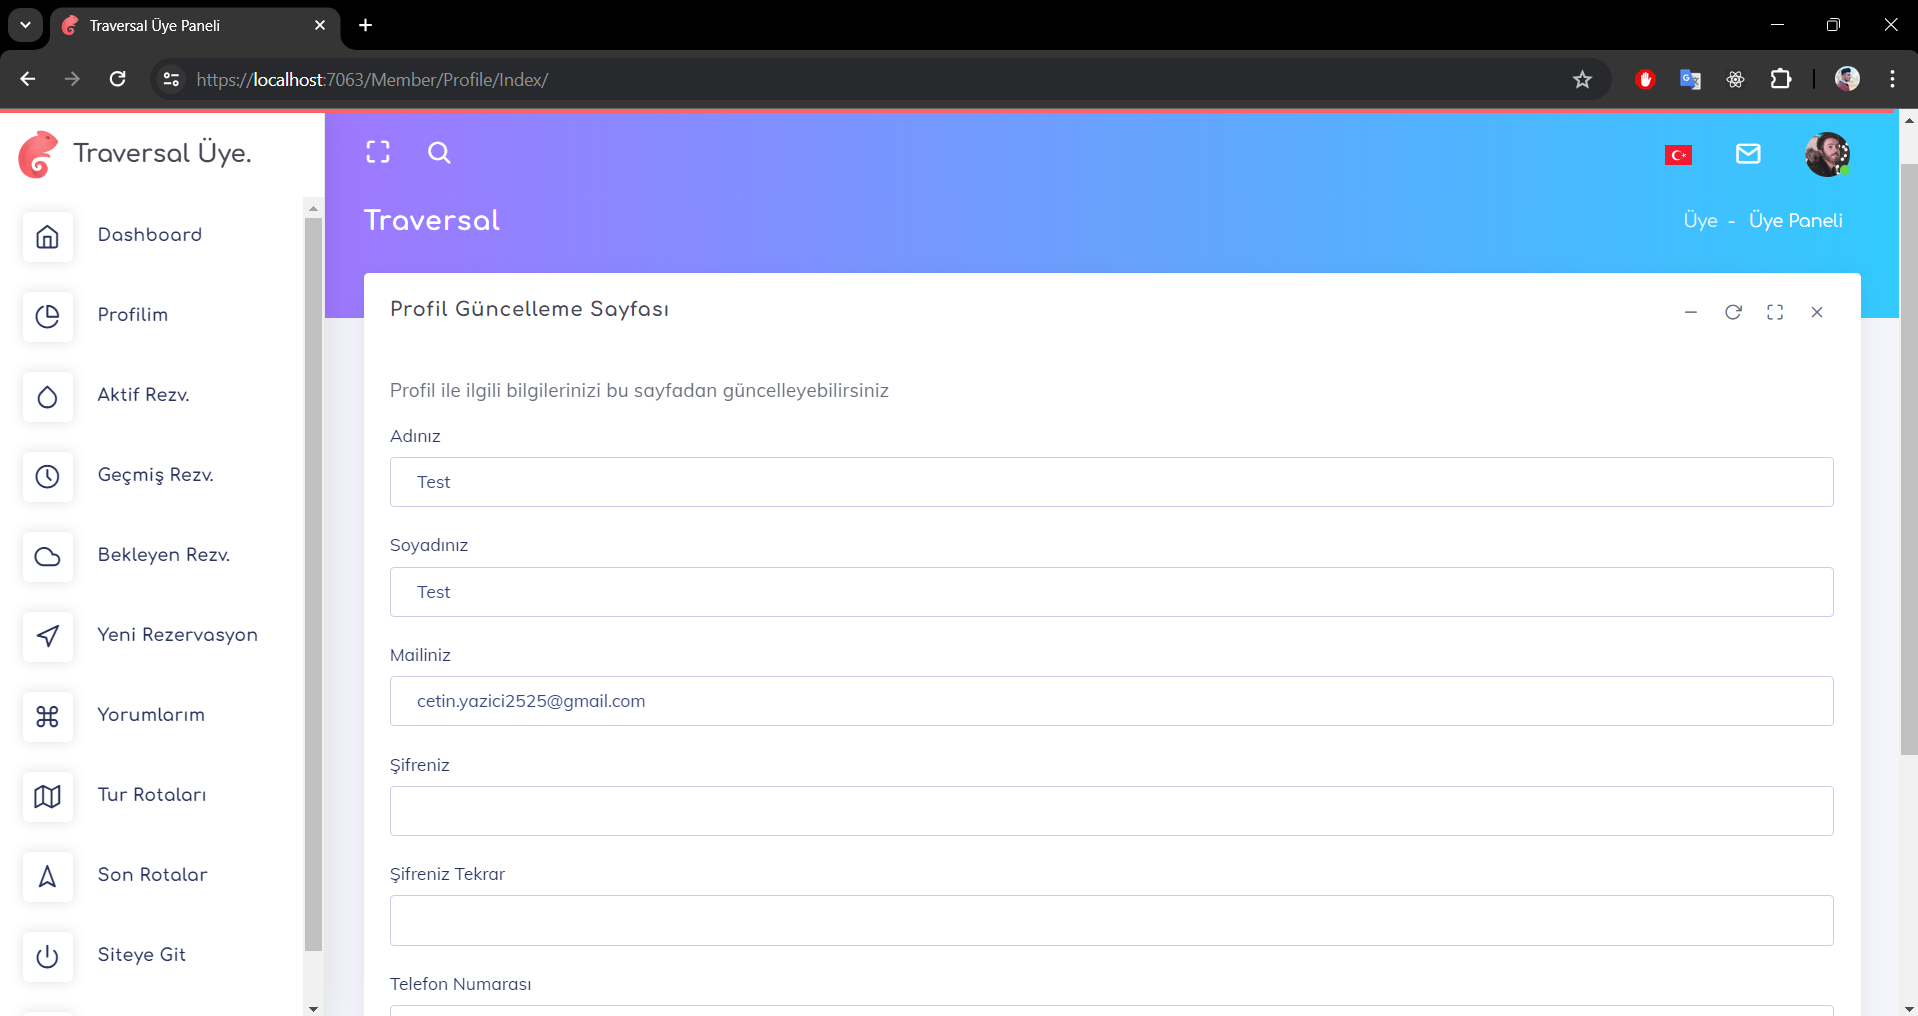 Traversal Üye Paneli
https://localhost:7063/Member/Profile/Index/
Traversal Üye.
Traversal
Üye - Üye Paneli
Dashboard
Profilim
Aktif Rezv.
Geçmiş Rezv.
Bekleyen Rezv.
Yeni Rezervasyon
Yorumlarım
Tur Rotaları
Son Rotalar
Siteye Git
Profil Güncelleme Sayfası
Profil ile ilgili bilgilerinizi bu sayfadan güncelleyebilirsiniz
Adınız
Test
Soyadınız
Test
Mailiniz
cetin.yazici2525@gmail.com
Şifreniz
Şifreniz Tekrar
Telefon Numarası